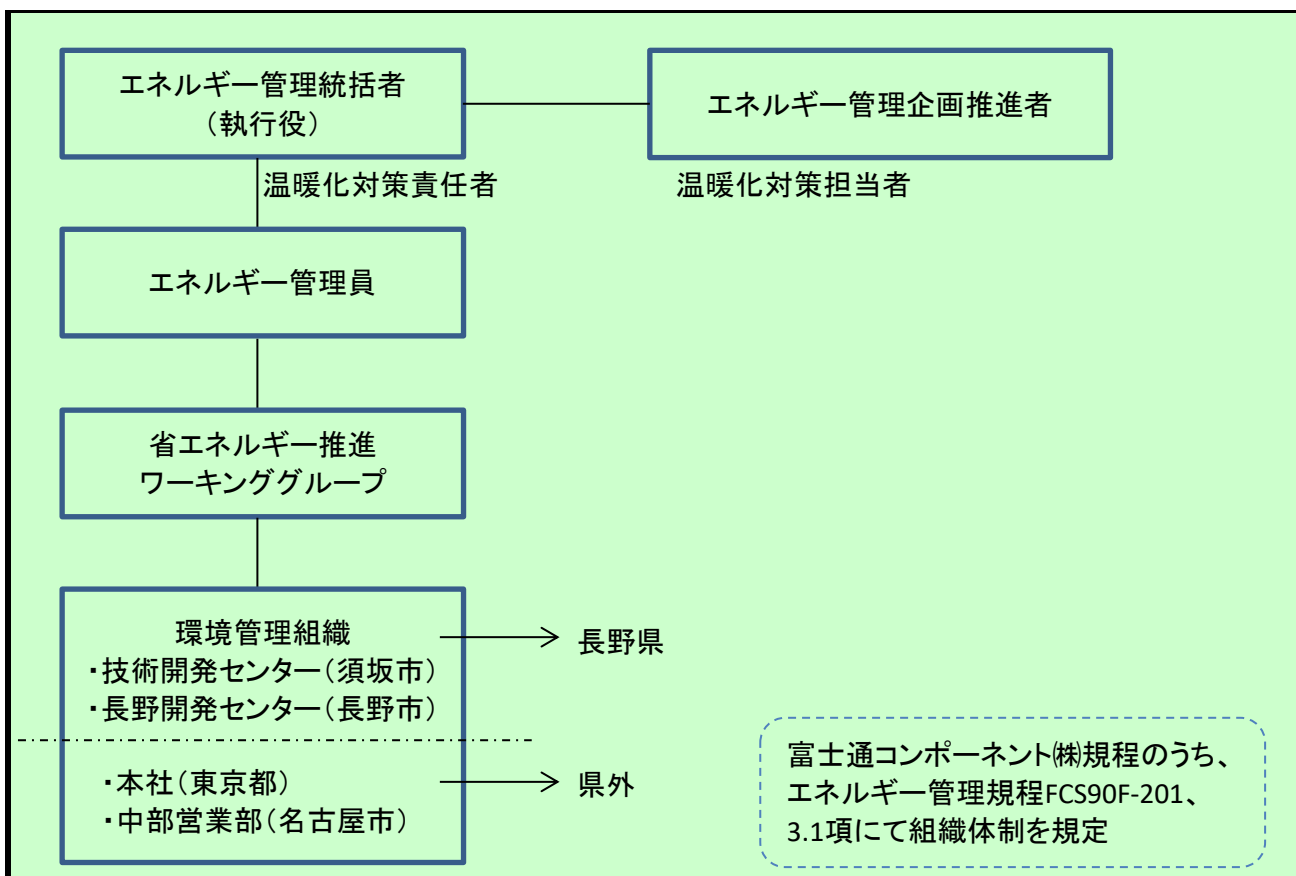 エネルギー管理統括者
（執行役）
エネルギー管理企画推進者
温暖化対策責任者
温暖化対策担当者
エネルギー管理員
省エネルギー推進
ワーキンググループ
環境管理組織
・技術開発センター（須坂市）
・長野開発センター（長野市）
長野県
・本社（東京都）
・中部営業部（名古屋市）
県外
富士通コンポーネント㈱規程のうち、
エネルギー管理規程FCS90F-201、
3.1項にて組織体制を規定